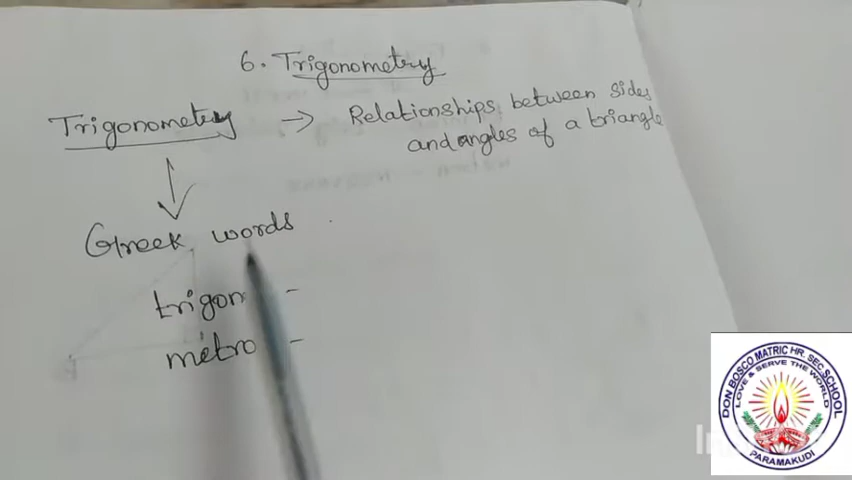 6. Trigonometry
Trigonometry → Relationships between sides
and angles of a triangle
Greek words
trigon -
metro -
DON BOSCO MATRIC HR. SEC. SCHOOL
LOVE & SERVE THE WORLD
PARAMAKUDI